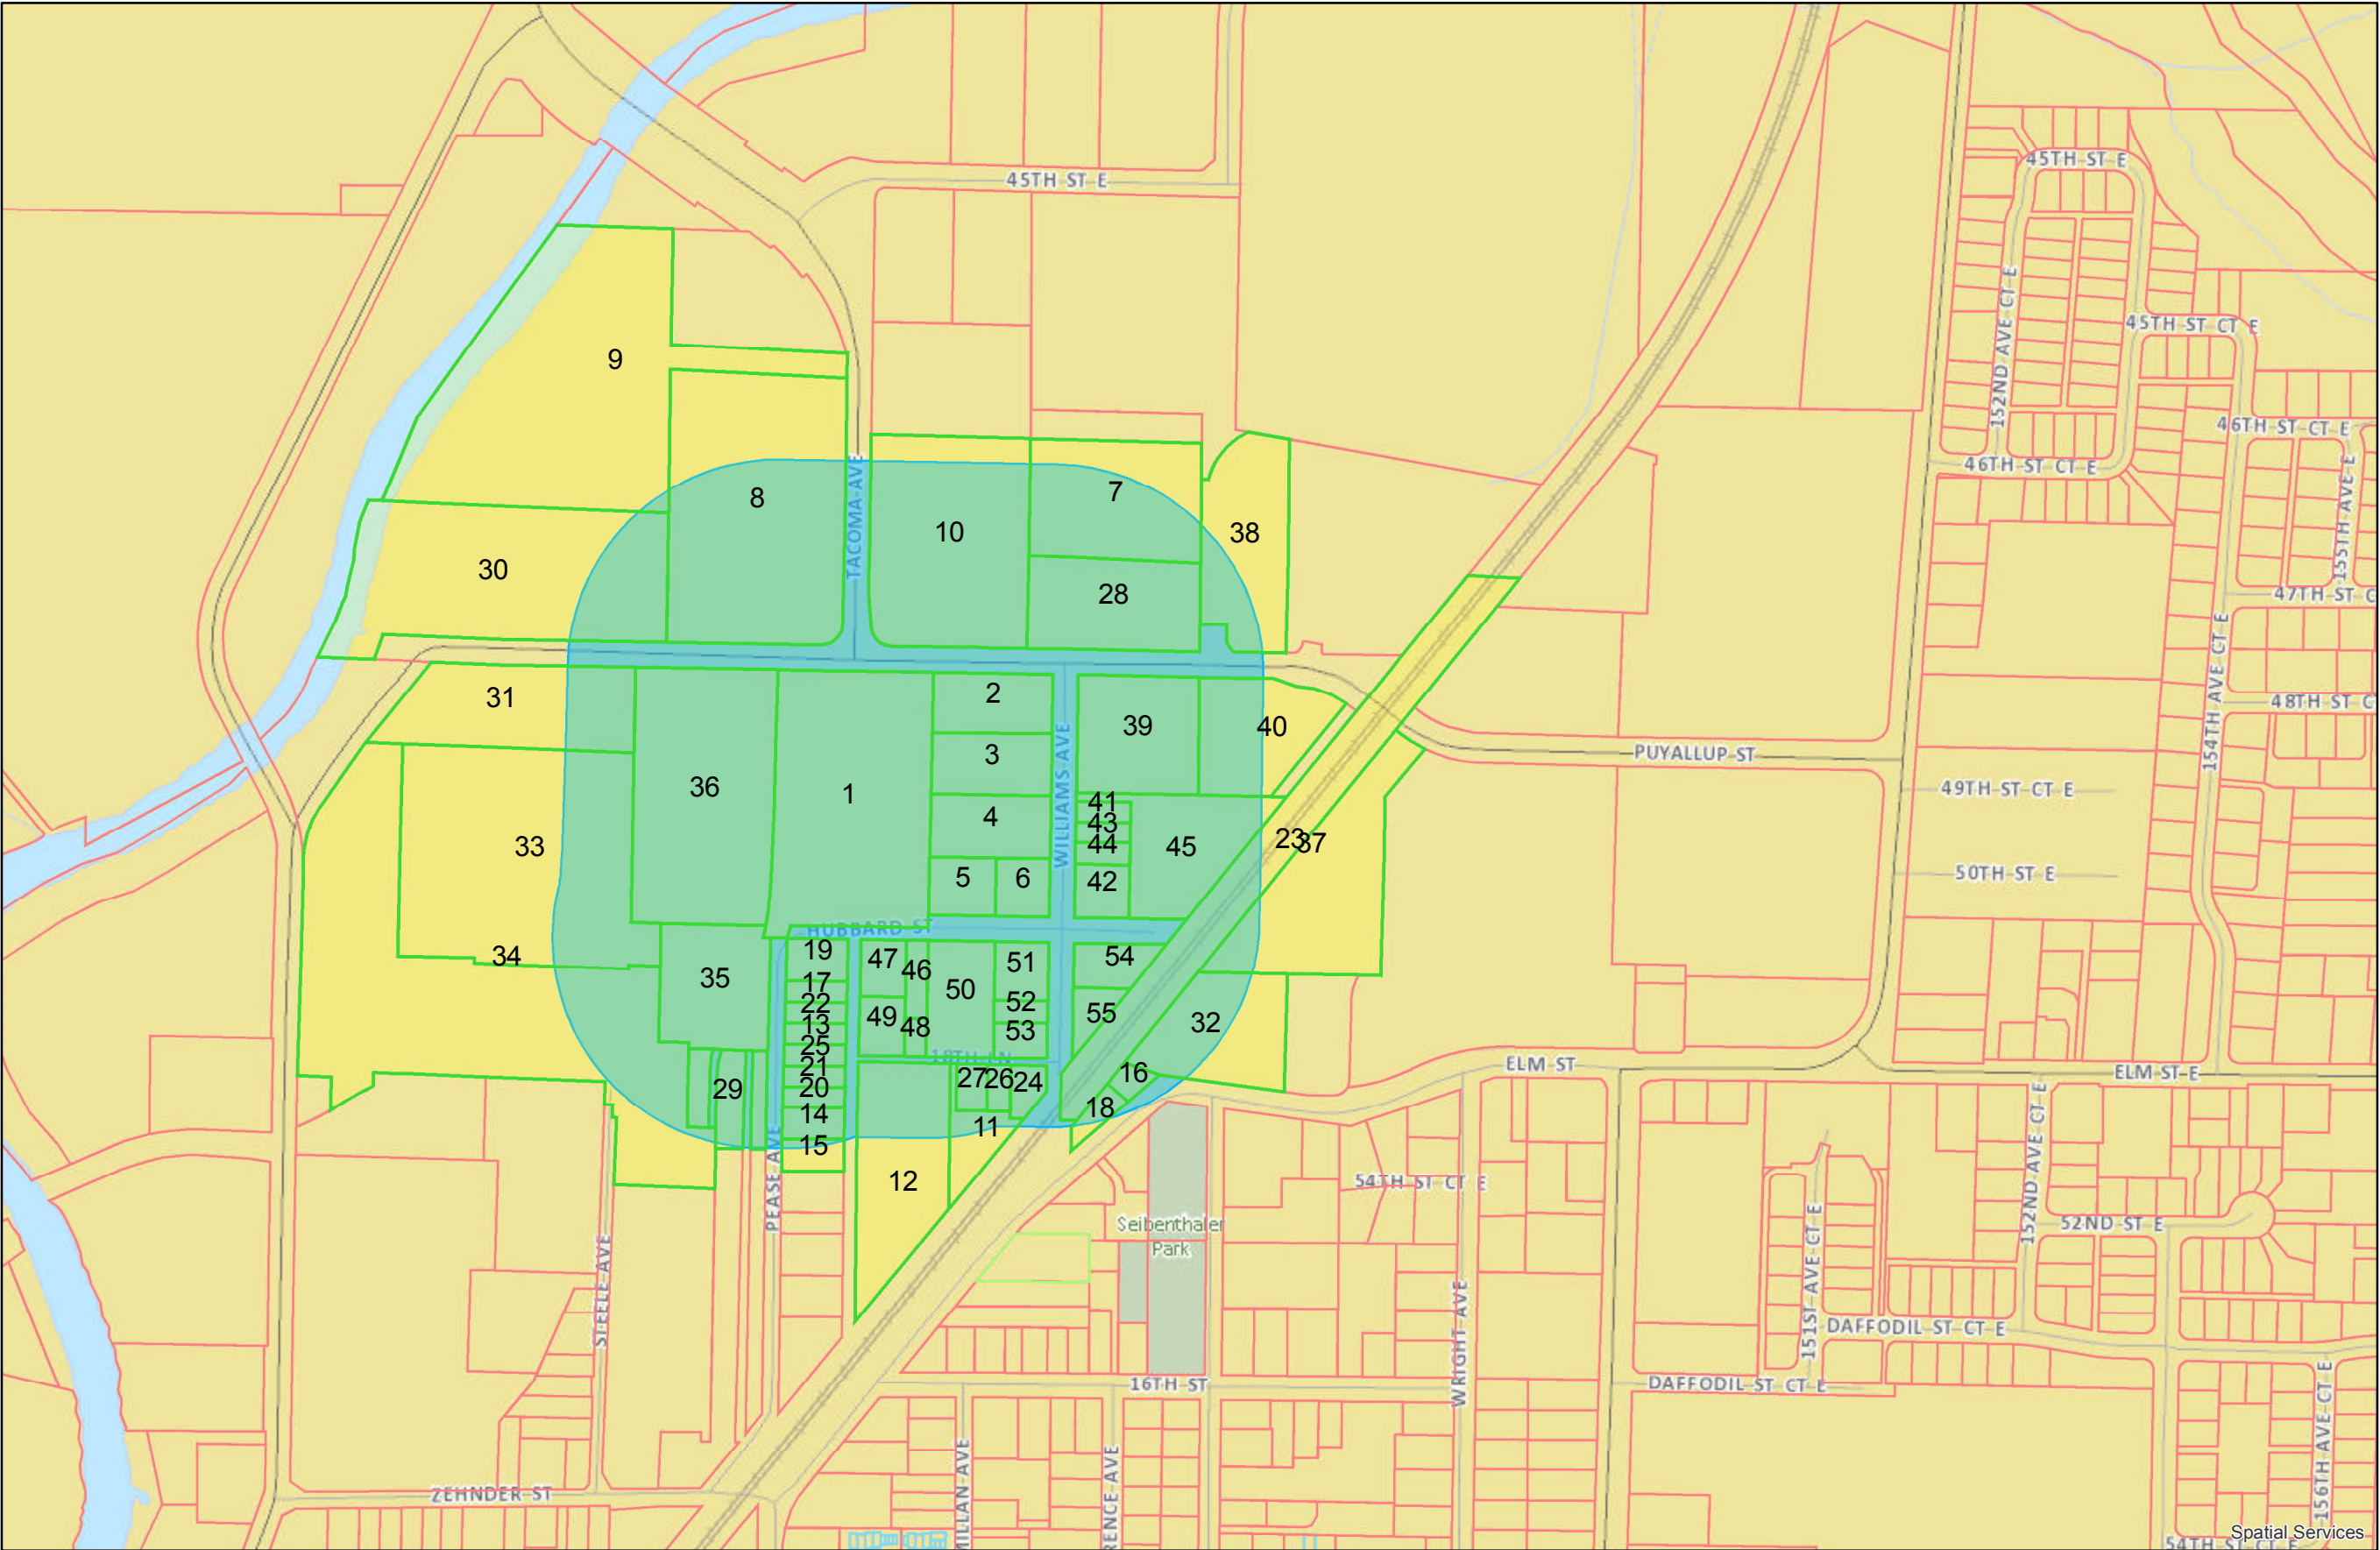 45TH ST E
45TH ST E
152ND AVE CT E
45TH ST CT E
9
46TH ST CT E
46TH ST CT E
155TH AVE E
TACOMA AVE
8
7
10
38
30
28
47TH ST C
154TH AVE CT E
31
2
39
40
48TH ST C
WILLIAMS AVE
3
PUYALLUP ST
36
1
49TH ST CT E
41
4
43
33
44
45
23
37
5
6
42
50TH ST E
HUBBARD ST
34
19
47
46
51
54
35
17
50
22
52
49
48
53
55
32
13
25
18TH LN
21
27
26
24
16
ELM ST
ELM ST E
29
20
14
18
11
15
PEASE AVE
12
54TH ST CT E
152ND AVE CT E
Seibenthaler
Park
52ND ST E
STEELE AVE
WRIGHT AVE
151ST AVE CT E
DAFFODIL ST CT E
16TH ST
DAFFODIL ST CT E
156TH AVE CT E
ZEHNDER ST
MILLAN AVE
RENCE AVE
Spatial Services
54TH ST CT E